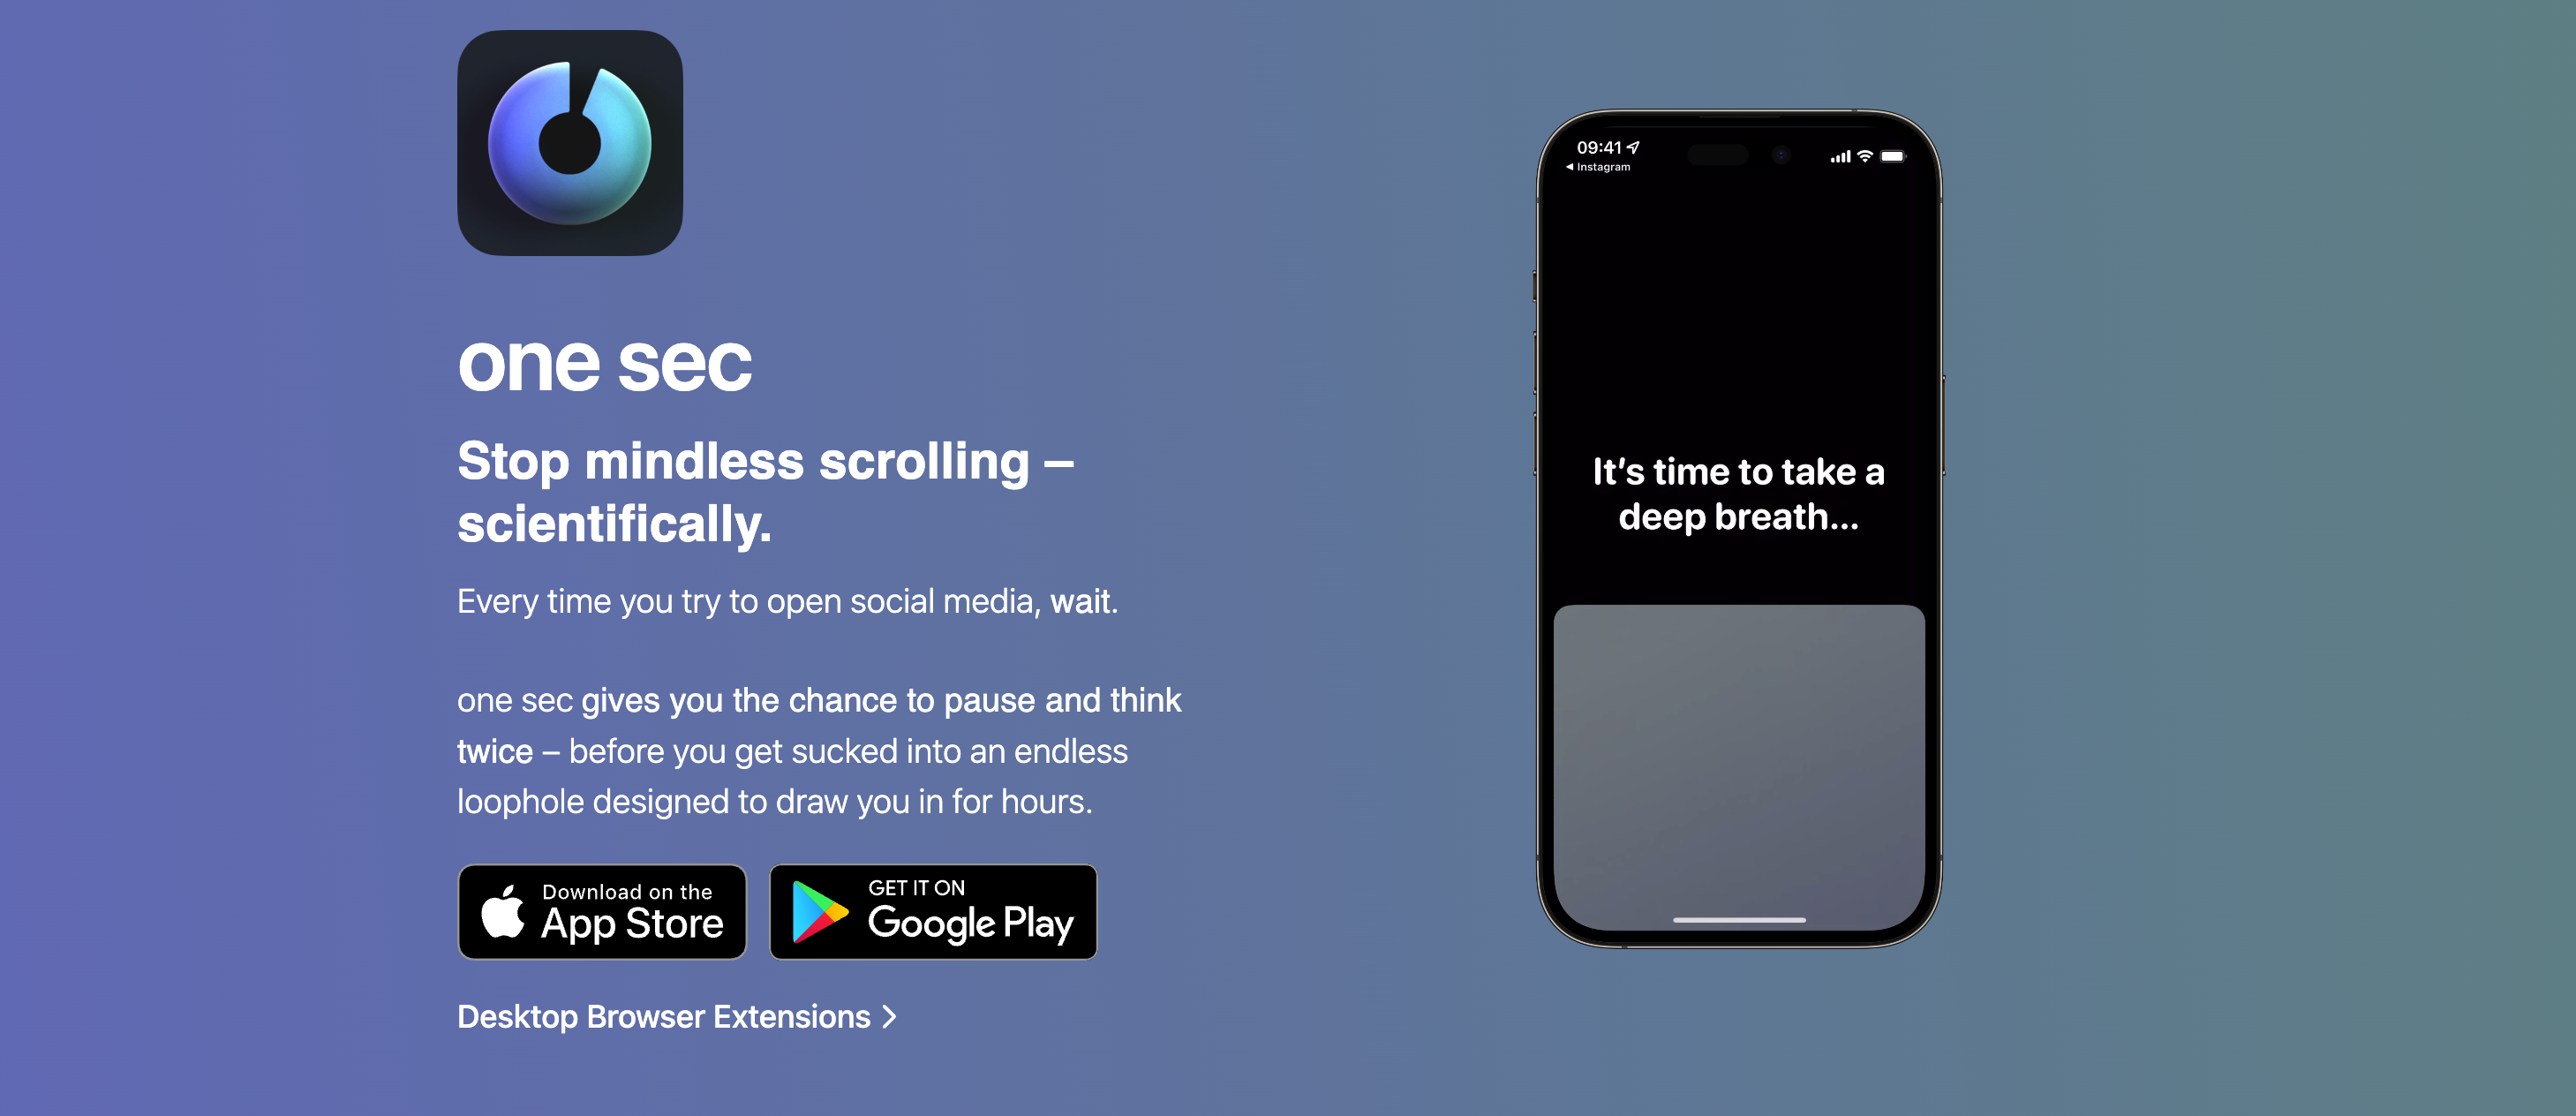 one sec
Stop mindless scrolling –
scientifically.
Every time you try to open social media, wait.
one sec gives you the chance to pause and think
twice – before you get sucked into an endless
loophole designed to draw you in for hours.
Download on the
App Store
GET IT ON
Google Play
Desktop Browser Extensions
09:41
Instagram
It's time to take a
deep breath...